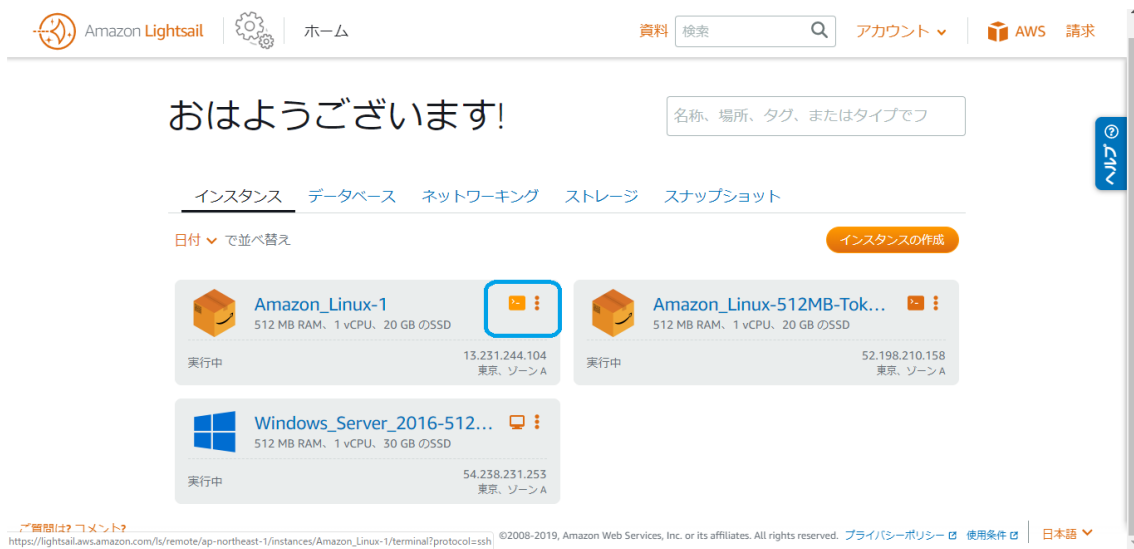 Amazon Lightsail ホーム 資料 検索 アカウント AWS 請求
おはようございます!
名称、場所、タグ、またはタイプでフ
ヘルプ
インスタンス データベース ネットワーキング ストレージ スナップショット
日付 で並べ替え
インスタンスの作成
Amazon_Linux-1
512 MB RAM、1 vCPU、20 GB のSSD
実行中
13.231.244.104
東京、ゾーン A
Amazon_Linux-512MB-Tok...
512 MB RAM、1 vCPU、20 GB のSSD
実行中
52.198.210.158
東京、ゾーン A
Windows_Server_2016-512...
512 MB RAM、1 vCPU、30 GB のSSD
実行中
54.238.231.253
東京、ゾーン A
ご質問は? コメント?
https://lightsail.aws.amazon.com/ls/remote/ap-northeast-1/instances/Amazon_Linux-1/terminal?protocol=ssh
©2008-2019, Amazon Web Services, Inc. or its affiliates. All rights reserved. プライバシーポリシー 使用条件 日本語